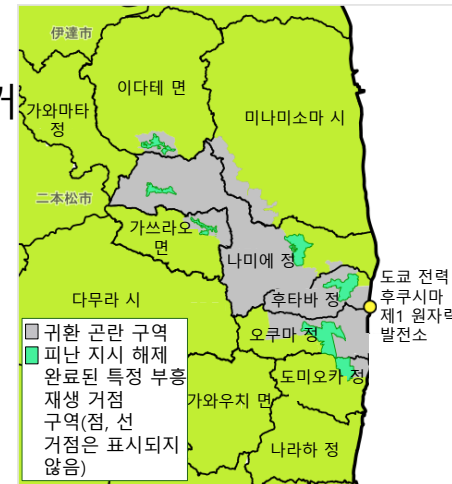 伊達市
거
이다테 면
가와마타
정
미나미소마 시
二本松市
가쓰라오
면
나미에 정
다무라 시
후타바 정
도쿄 전력
후쿠시마
제1 원자력
발전소
오쿠마 정
도미오카 정
가와우치 면
나라하 정
귀환 곤란 구역
피난 지시 해제
완료된 특정 부흥
재생 거점
구역(점, 선
거점은 표시되지
않음)